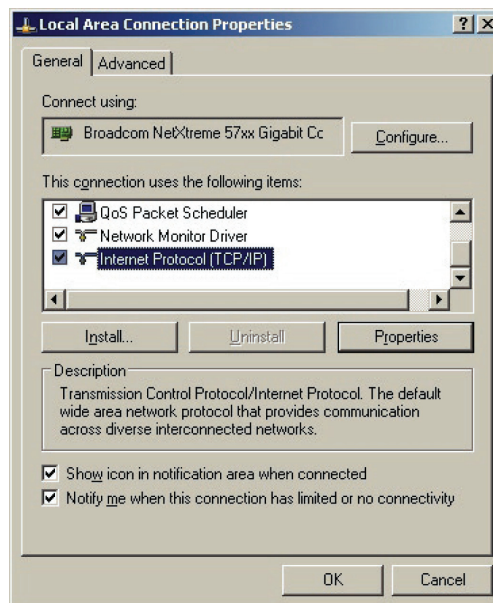 Local Area Connection Properties
General
Advanced
Connect using:
Broadcom NetXtreme 57xx Gigabit Cc
Configure...
This connection uses the following items:
QoS Packet Scheduler
Network Monitor Driver
Internet Protocol (TCP/IP)
Install...
Uninstall
Properties
Description
Transmission Control Protocol/Internet Protocol. The default
wide area network protocol that provides communication
across diverse interconnected networks.
Show icon in notification area when connected
Notify me when this connection has limited or no connectivity
OK
Cancel